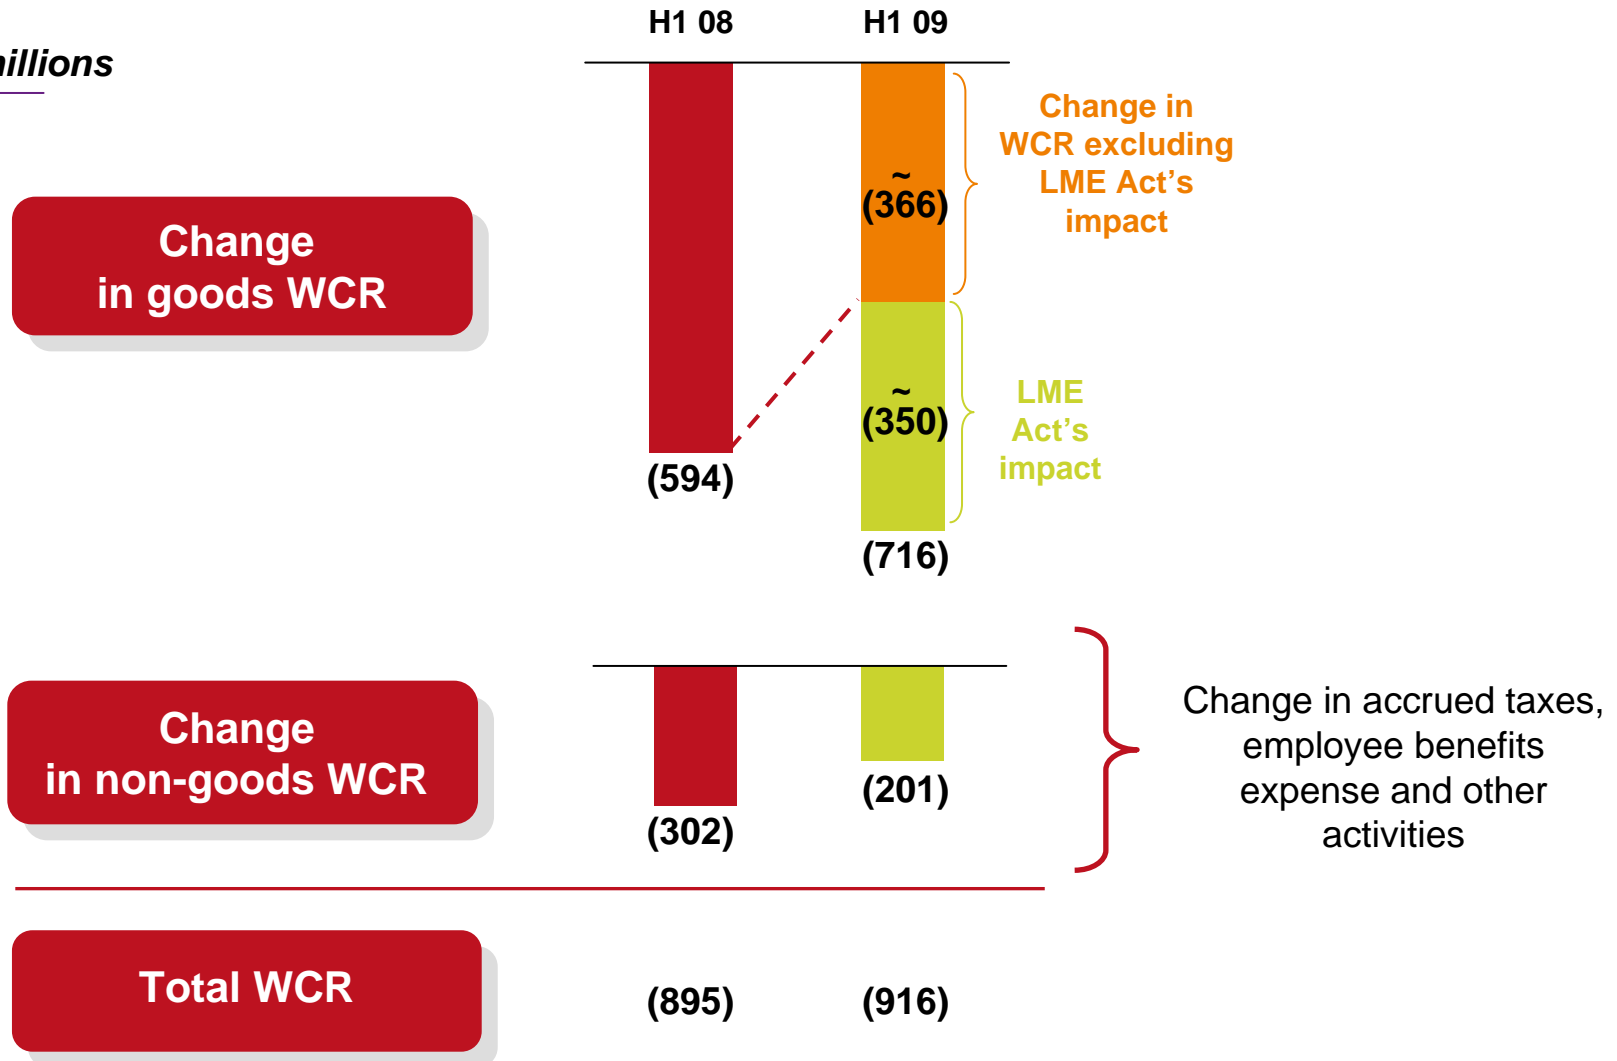 H1 08 H1 09
Change in
WCR excluding
LME Act's
impact
~
(366)
Change
in goods WCR
~
(350)
LME
Act's
impact
(594)
(716)
Change
in non-goods WCR
(302)
(201)
Change in accrued taxes,
employee benefits
expense and other
activities
Total WCR
(895) (916)